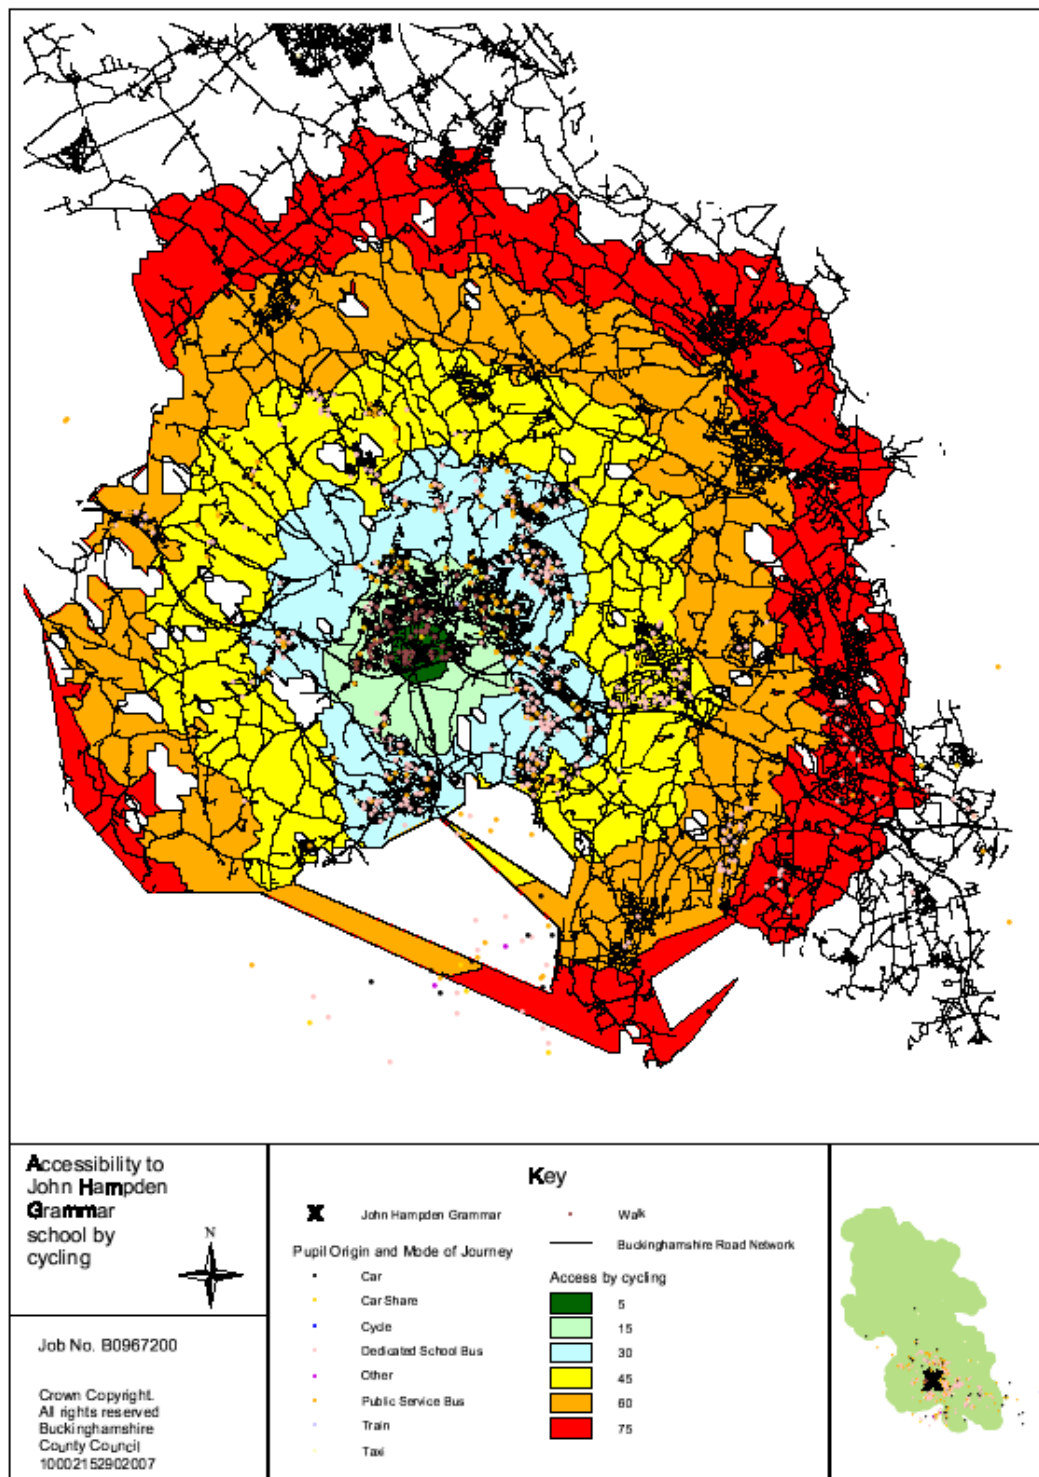 Accessibility to
John Hampden
Grammar
school by
cycling
N
Job No. B0967200
Crown Copyright.
All rights reserved
Buckinghamshire
County Council
10002152902007
Key
John Hampden Grammar
Pupil Origin and Mode of Journey
Car
Car Share
Cycle
Dedicated School Bus
Other
Public Service Bus
Train
Taxi
Walk
Buckinghamshire Road Network
Access by cycling
5
15
30
45
60
75